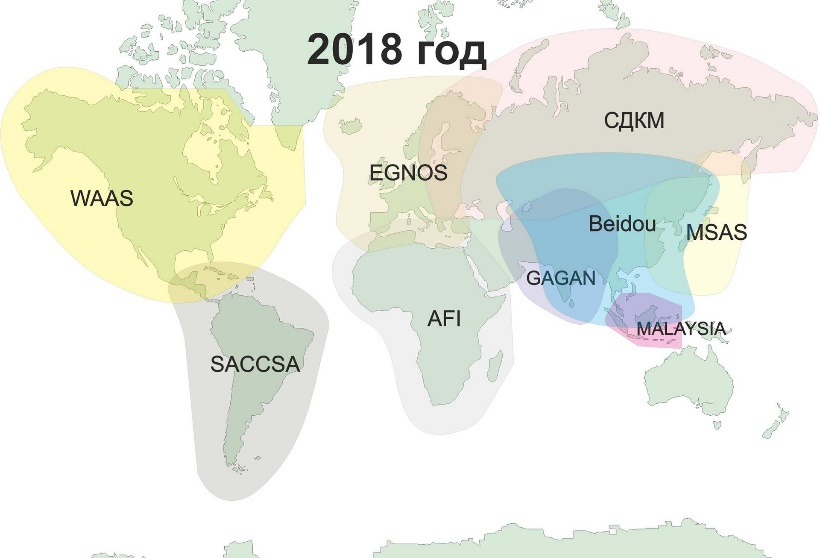 2018 год
СДКМ
EGNOS
WAAS
Beidou
MSAS
GAGAN
AFI
MALAYSIA
SACCSA